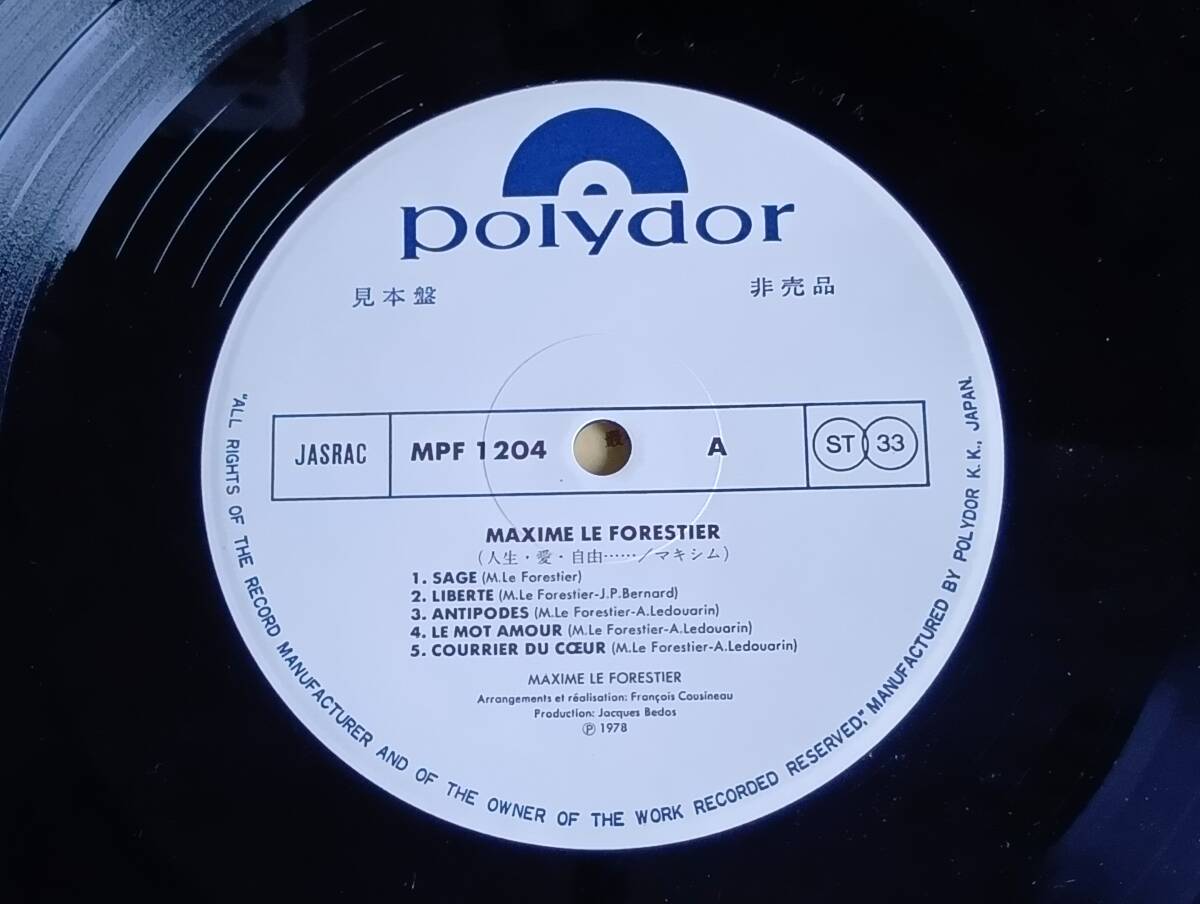 polydor
見本盤 非売品
JASRAC MPF 1204 A ST 33
MAXIME LE FORESTIER
(人生・愛・自由……／マキシム)
1. SAGE (M.Le Forestier)
2. LIBERTE (M.Le Forestier-J.P.Bernard)
3. ANTIPODES (M.Le Forestier-A.Ledouarin)
4. LE MOT AMOUR (M.Le Forestier-A.Ledouarin)
5. COURRIER DU CŒUR (M.Le Forestier-A.Ledouarin)
MAXIME LE FORESTIER
Arrangements et réalisation: François Cousineau
Production: Jacques Bedos
℗ 1978
"ALL RIGHTS OF THE RECORD MANUFACTURER AND OF THE OWNER OF THE WORK RECORDED RESERVED," MANUFACTURED BY POLYDOR K.K., JAPAN.